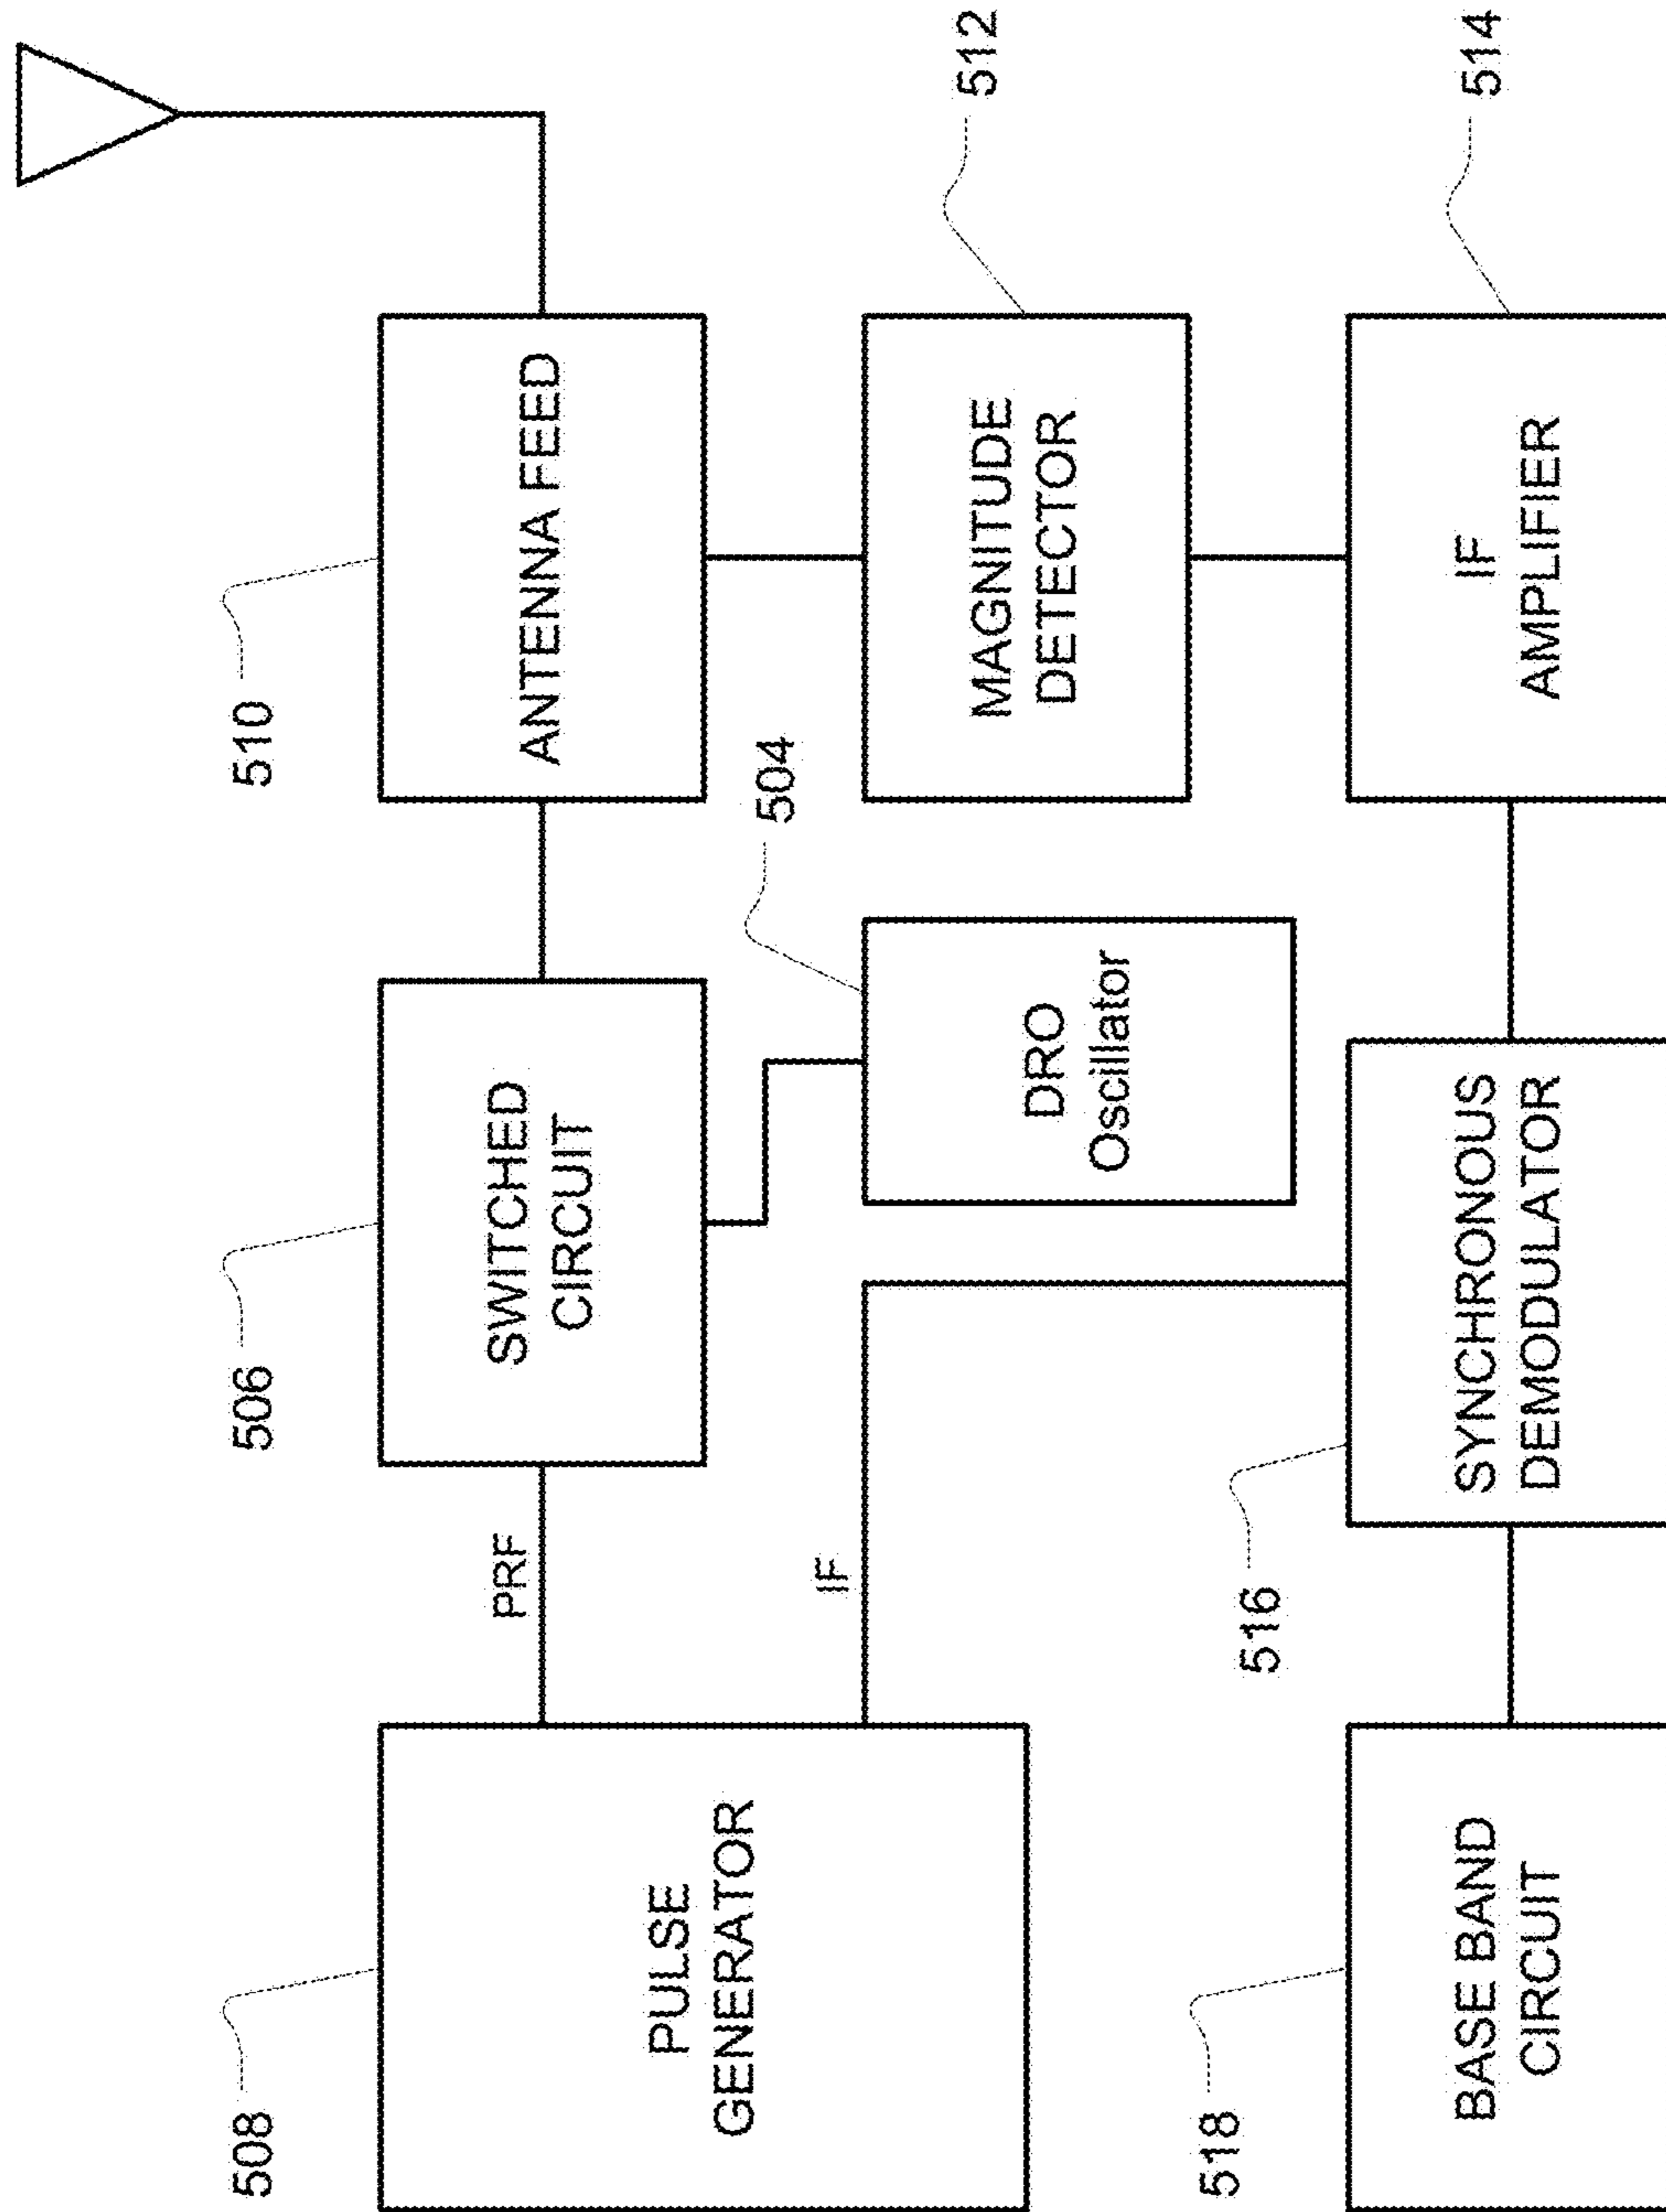 508
PULSE
GENERATOR
PRF
IF
506
SWITCHED
CIRCUIT
510
ANTENNA FEED
504
DRO
Oscillator
512
MAGNITUDE
DETECTOR
518
BASE BAND
CIRCUIT
516
SYNCHRONOUS
DEMODULATOR
514
IF
AMPLIFIER